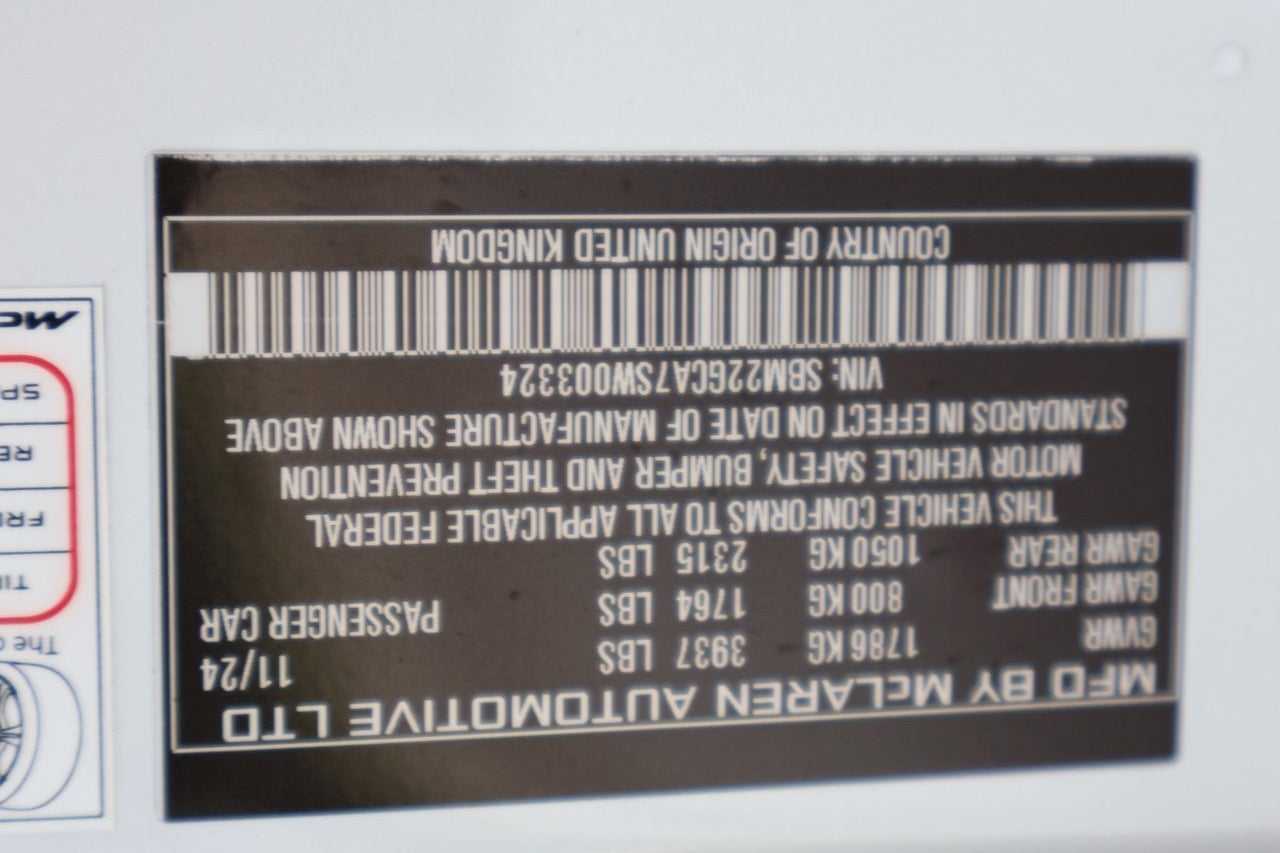 MFD BY McLAREN AUTOMOTIVE LTD
GVWR 1786 KG 3937 LBS 11/24
GAWR FRONT 800 KG 1764 LBS PASSENGER CAR
GAWR REAR 1050 KG 2315 LBS
THIS VEHICLE CONFORMS TO ALL APPLICABLE FEDERAL
MOTOR VEHICLE SAFETY, BUMPER AND THEFT PREVENTION
STANDARDS IN EFFECT ON DATE OF MANUFACTURE SHOWN ABOVE
VIN: SBM22GCA7SW003324
COUNTRY OF ORIGIN UNITED KINGDOM
The